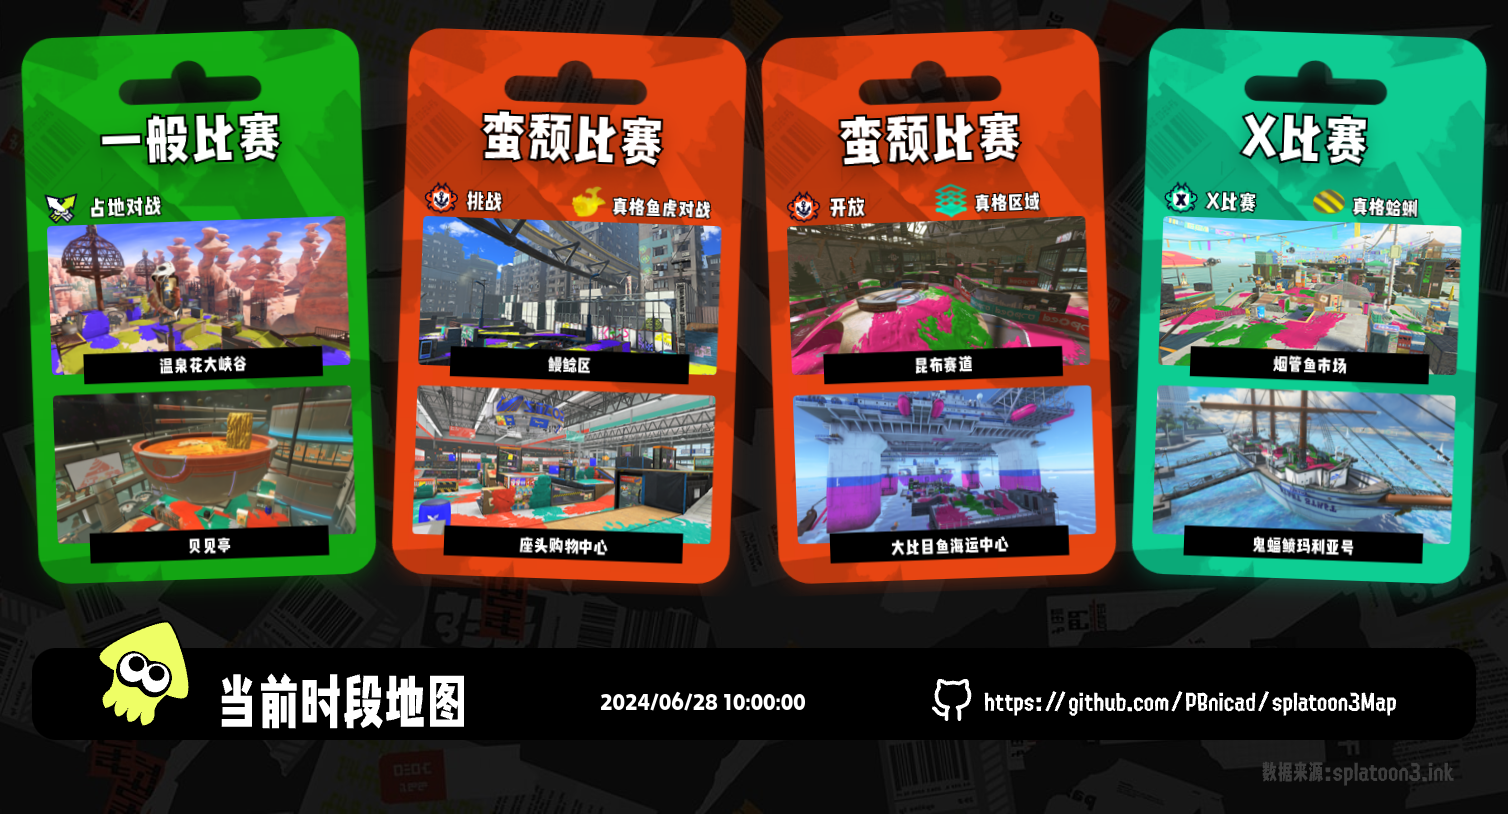 一般比赛
占地对战
温泉花大峡谷
贝见亭
蛮颓比赛
挑战
真格鱼虎对战
鳗鲶区
座头购物中心
蛮颓比赛
开放
真格区域
昆布赛道
大比目鱼海运中心
X比赛
X比赛
真格蛤蜊
烟管鱼市场
鬼蝠鲼玛利亚号
当前时段地图
2024/06/28 10:00:00
https://github.com/PBnicad/splatoon3Map
数据来源:splatoon3.ink